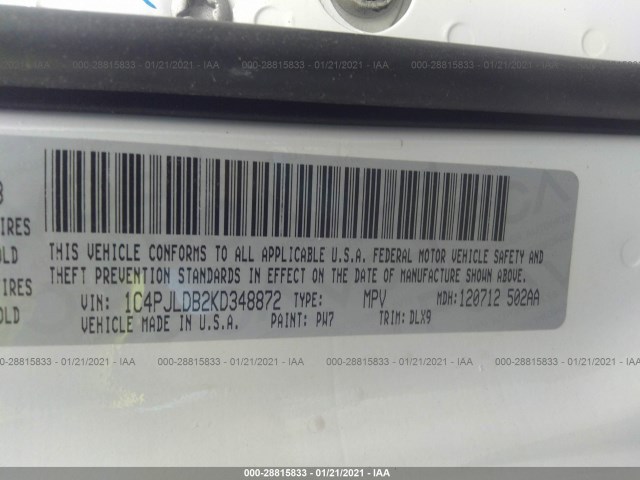 000-28815833 - 01/21/2021 - IAA
000-28815833 - 01/21/2021 - IAA
000-28815833 - 01/21/2021 - IAA
IRES
OLD
IRES
OLD
THIS VEHICLE CONFORMS TO ALL APPLICABLE U.S.A. FEDERAL MOTOR VEHICLE SAFETY AND
THEFT PREVENTION STANDARDS IN EFFECT ON THE DATE OF MANUFACTURE SHOWN ABOVE.
VIN: 1C4PJLDB2KD348872 TYPE: MPV MDH:120712 502AA
VEHICLE MADE IN U.S.A. PAINT: PW7 TRIM: DLX9
000-28815833 - 01/21/2021 - IAA
000-28815833 - 01/21/2021 - IAA
000-28815833 - 01/21/2021 - IAA
000-28815833 - 01/21/2021 - IAA